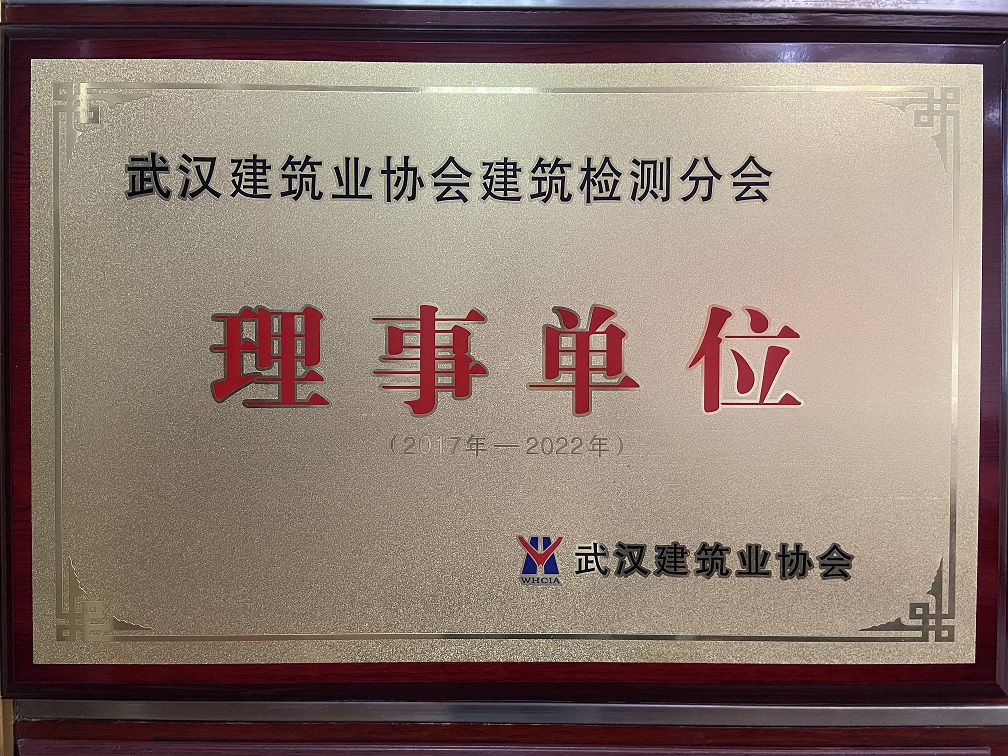 武汉建筑业协会建筑检测分会
理事单位
（2017年—2022年）
WHCIA
武汉建筑业协会